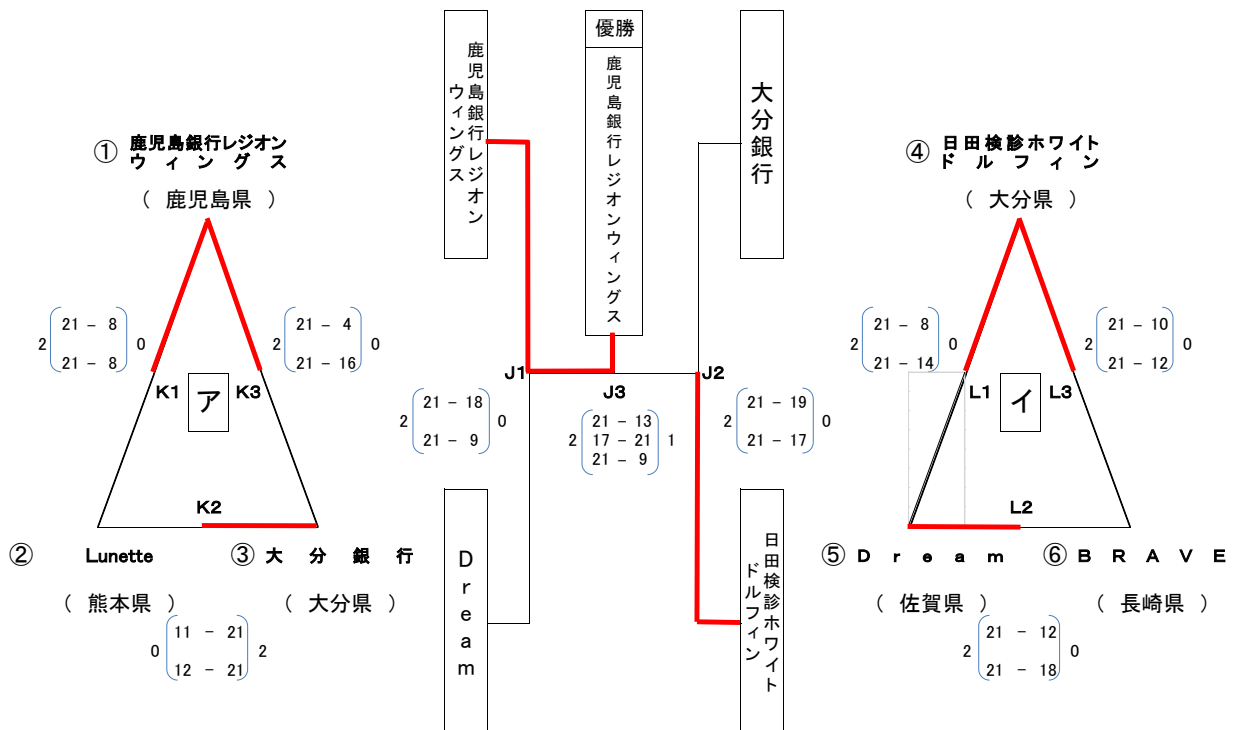 ① 鹿児島銀行レジオン
ウィングス
( 鹿児島県 )
2 21 - 8 0
21 - 8
2 21 - 4 0
21 - 16
K1 ア K3
K2
② Lunette
( 熊本県 )
③ 大分銀行
( 大分県 )
0 11 - 21 2
12 - 21
鹿児島銀行レジオン
ウィングス
優勝
鹿児島銀行レジオンウィングス
大分銀行
J1
J3
J2
2 21 - 18 0
21 - 9
21 - 13
2 17 - 21 1
21 - 9
2 21 - 19 0
21 - 17
Dream
日田検診ホワイト
ドルフィン
④ 日田検診ホワイト
ドルフィン
( 大分県 )
2 21 - 8 0
21 - 14
2 21 - 10 0
21 - 12
L1 イ L3
L2
⑤ Dream
( 佐賀県 )
⑥ BRAVE
( 長崎県 )
2 21 - 12 0
21 - 18